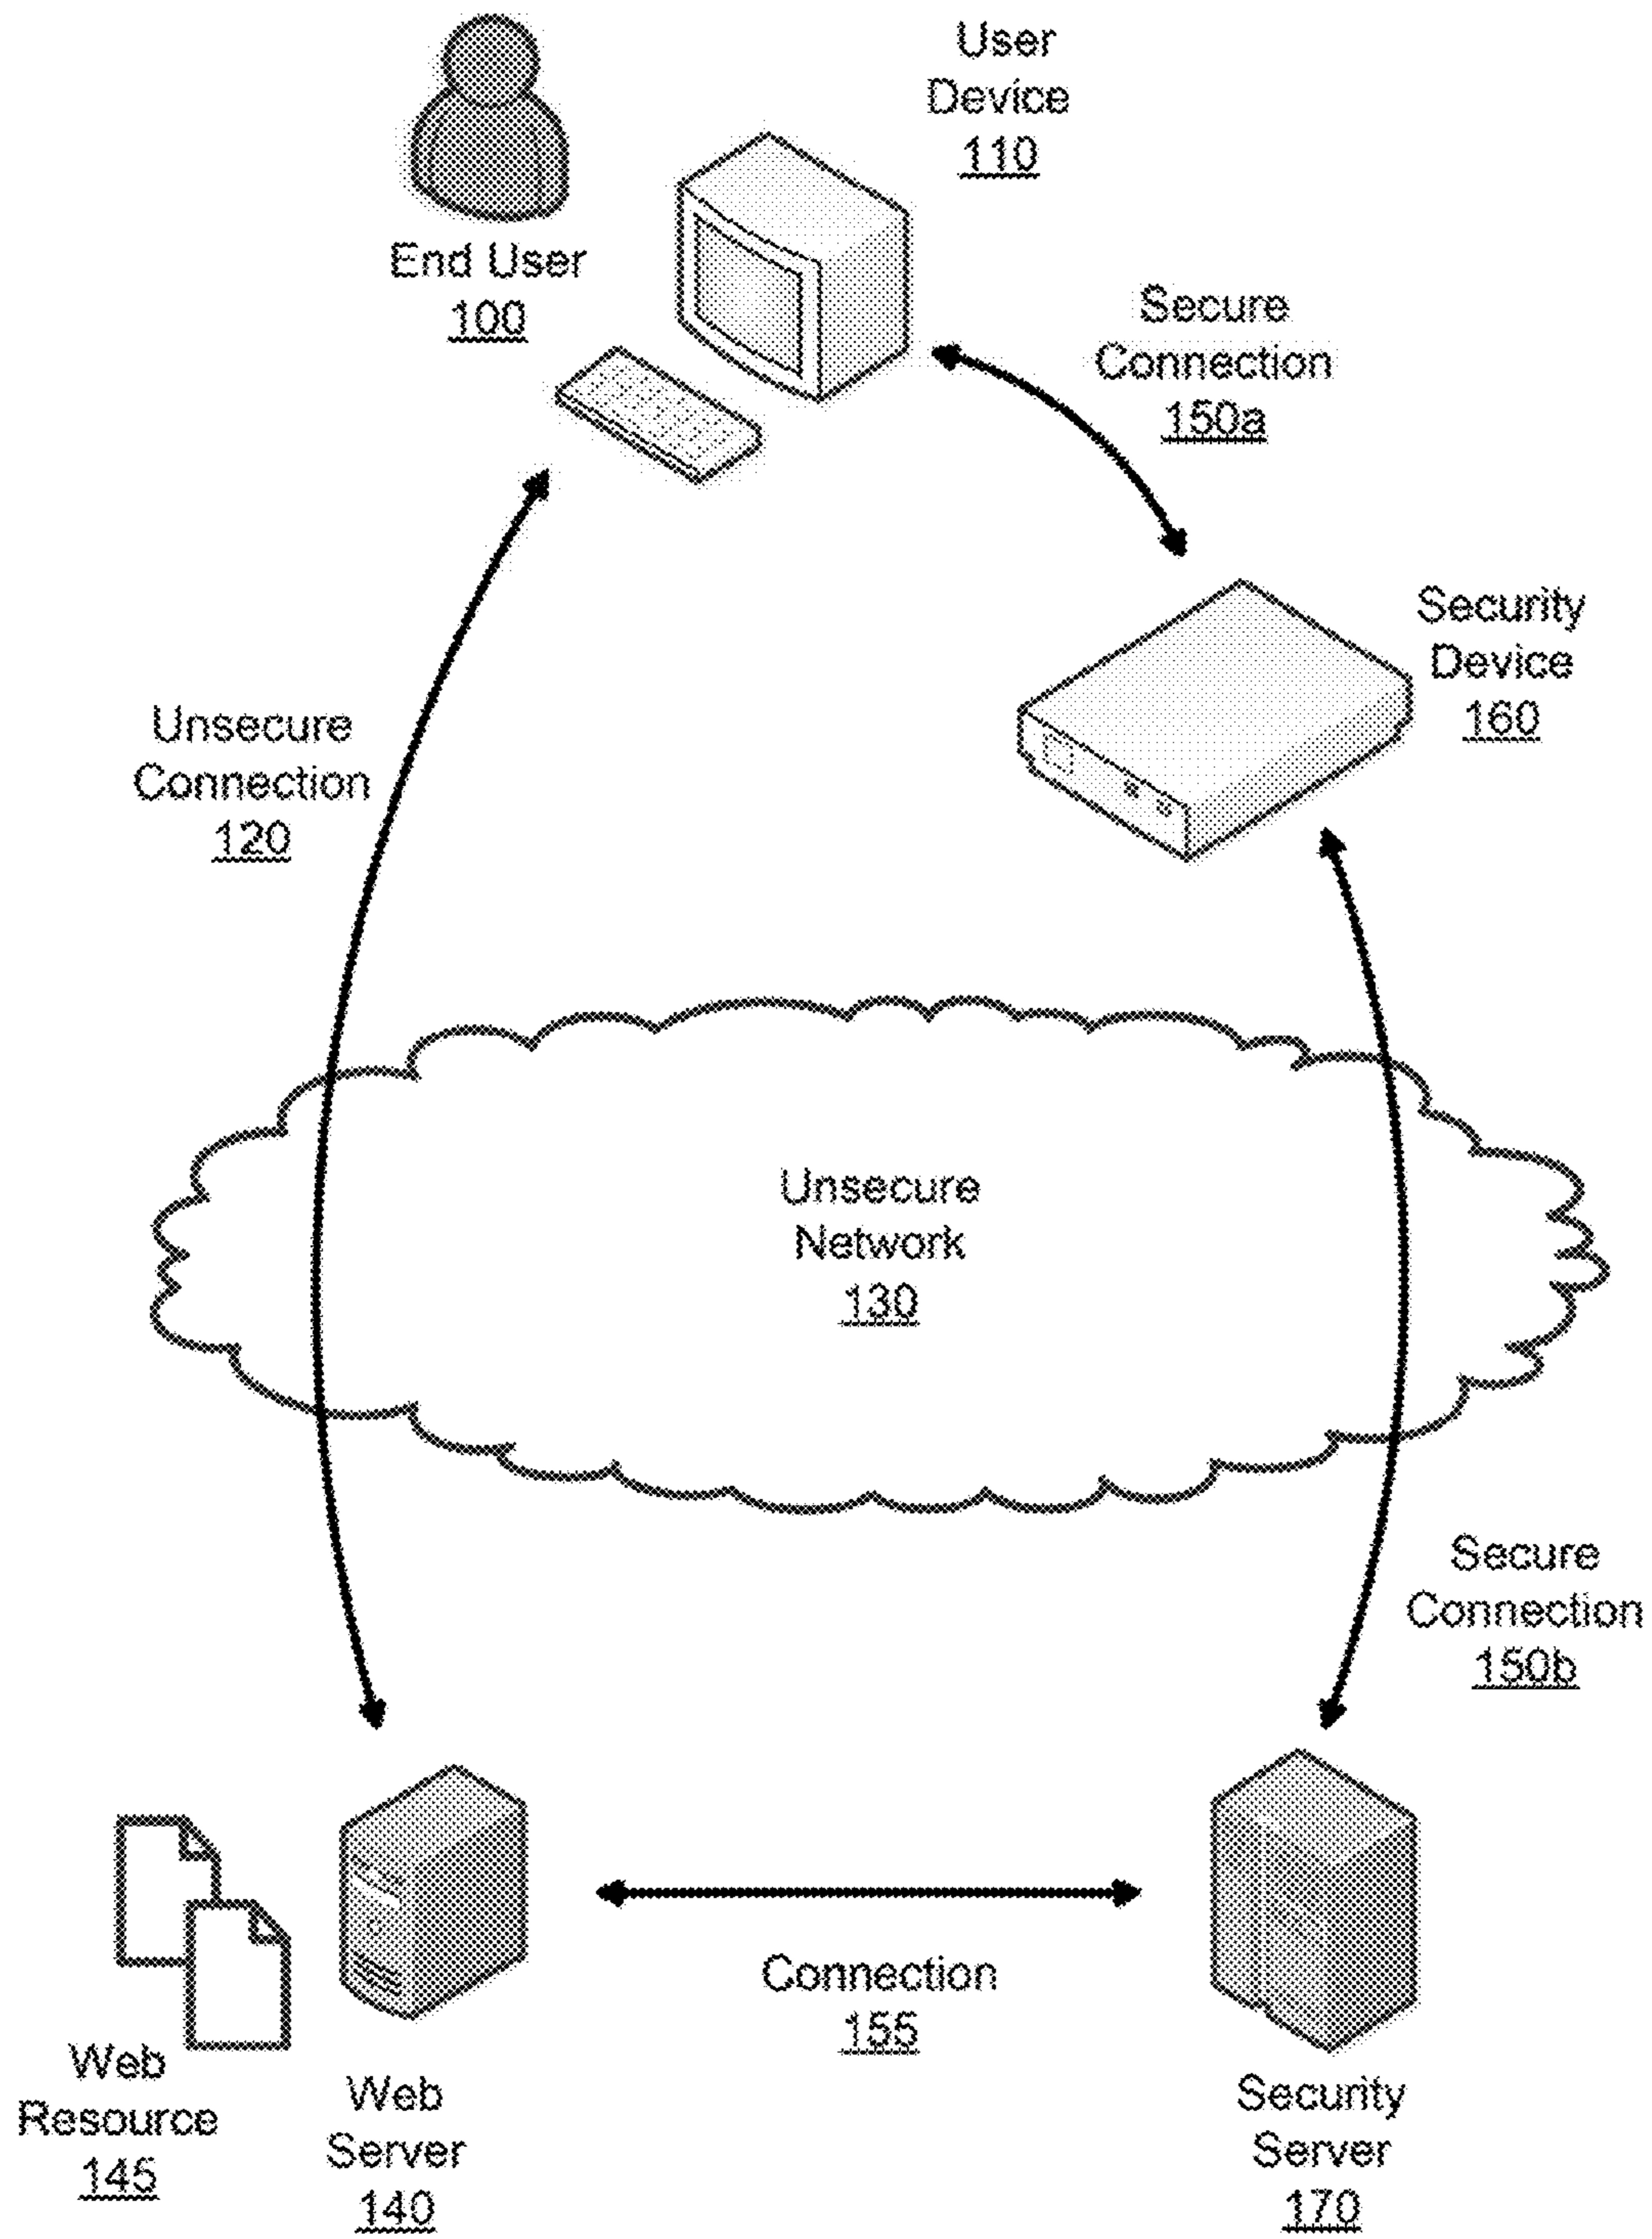 User
Device
110
End User
100
Secure
Connection
150a
Security
Device
160
Unsecure
Connection
120
Unsecure
Network
130
Secure
Connection
150b
Connection
155
Web
Resource
145
Web
Server
140
Security
Server
170